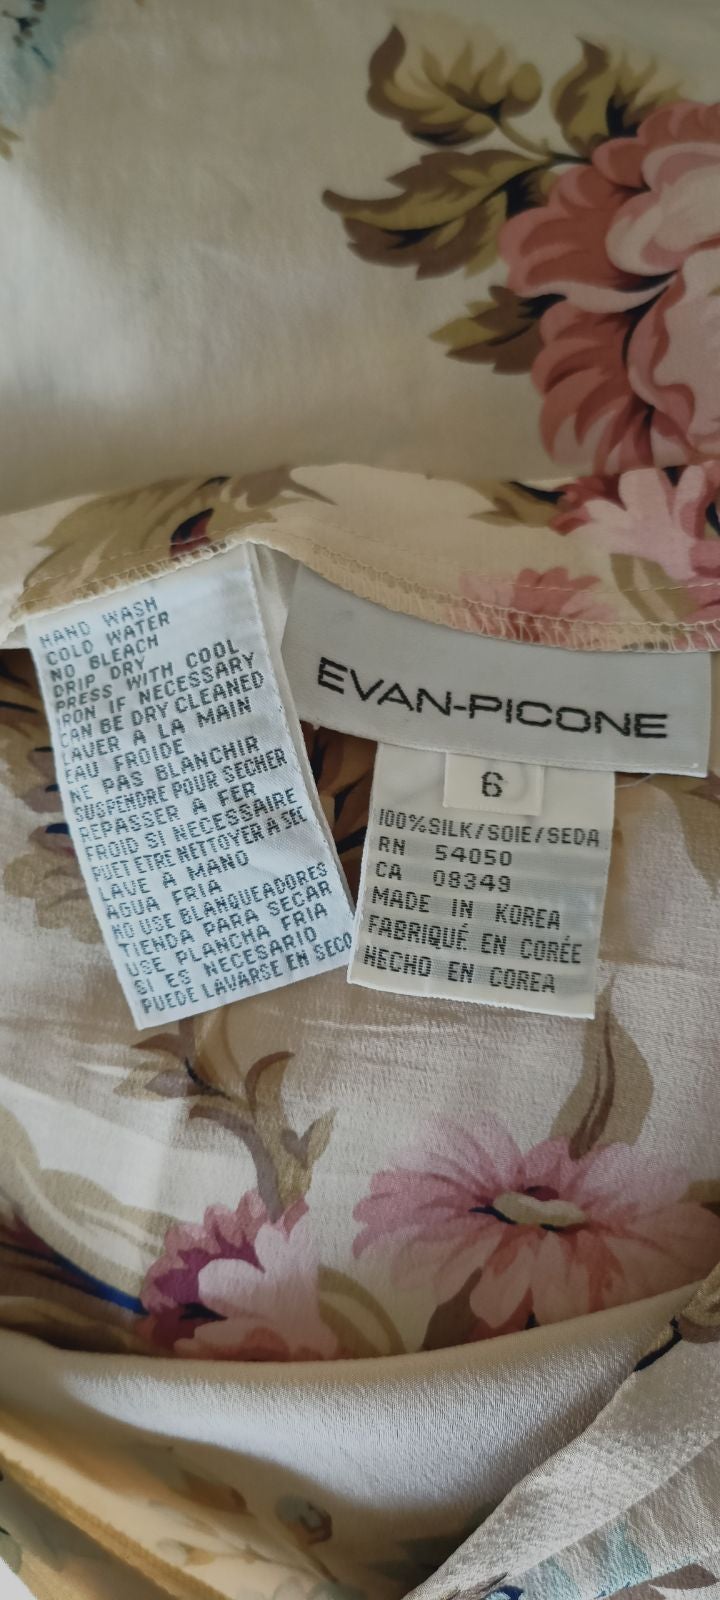 HAND WASH
COLD WATER
NO BLEACH
DRIP DRY
PRESS WITH COOL
IRON IF NECESSARY
CAN BE DRY CLEANED
LAVER A LA MAIN
EAU FROIDE
NE PAS BLANCHIR
SUSPENDRE POUR SECHER
REPASSER A FER
FROID SI NECESSAIRE
PUET ETRE NETTOYER A SEC
LAVE A MANO
AGUA FRIA
NO USE BLANQUEADORES
TIENDA PARA SECAR
USE PLANCHA FRIA
SI ES NECESARIO
PUEDE LAVARSE EN SECO
EVAN-PICONE
6
100%SILK/SOIE/SEDA
RN 54050
CA 08349
MADE IN KOREA
FABRIQUÉ EN CORÉE
HECHO EN COREA